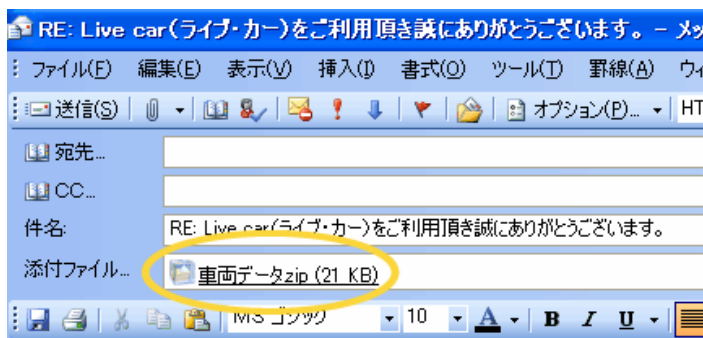 RE: Live car(ライブ・カー)をご利用頂き誠にありがとうございます。 - メッ
ファイル(F) 編集(E) 表示(V) 挿入(I) 書式(O) ツール(T) 罫線(A) ウィ
送信(S) オプション(P)... HT
宛先...
CC...
件名: RE: Live car(ライブ・カー)をご利用頂き誠にありがとうございます。
添付ファイル... 車両データzip (21 KB)
MS ゴシック 10 A B I U